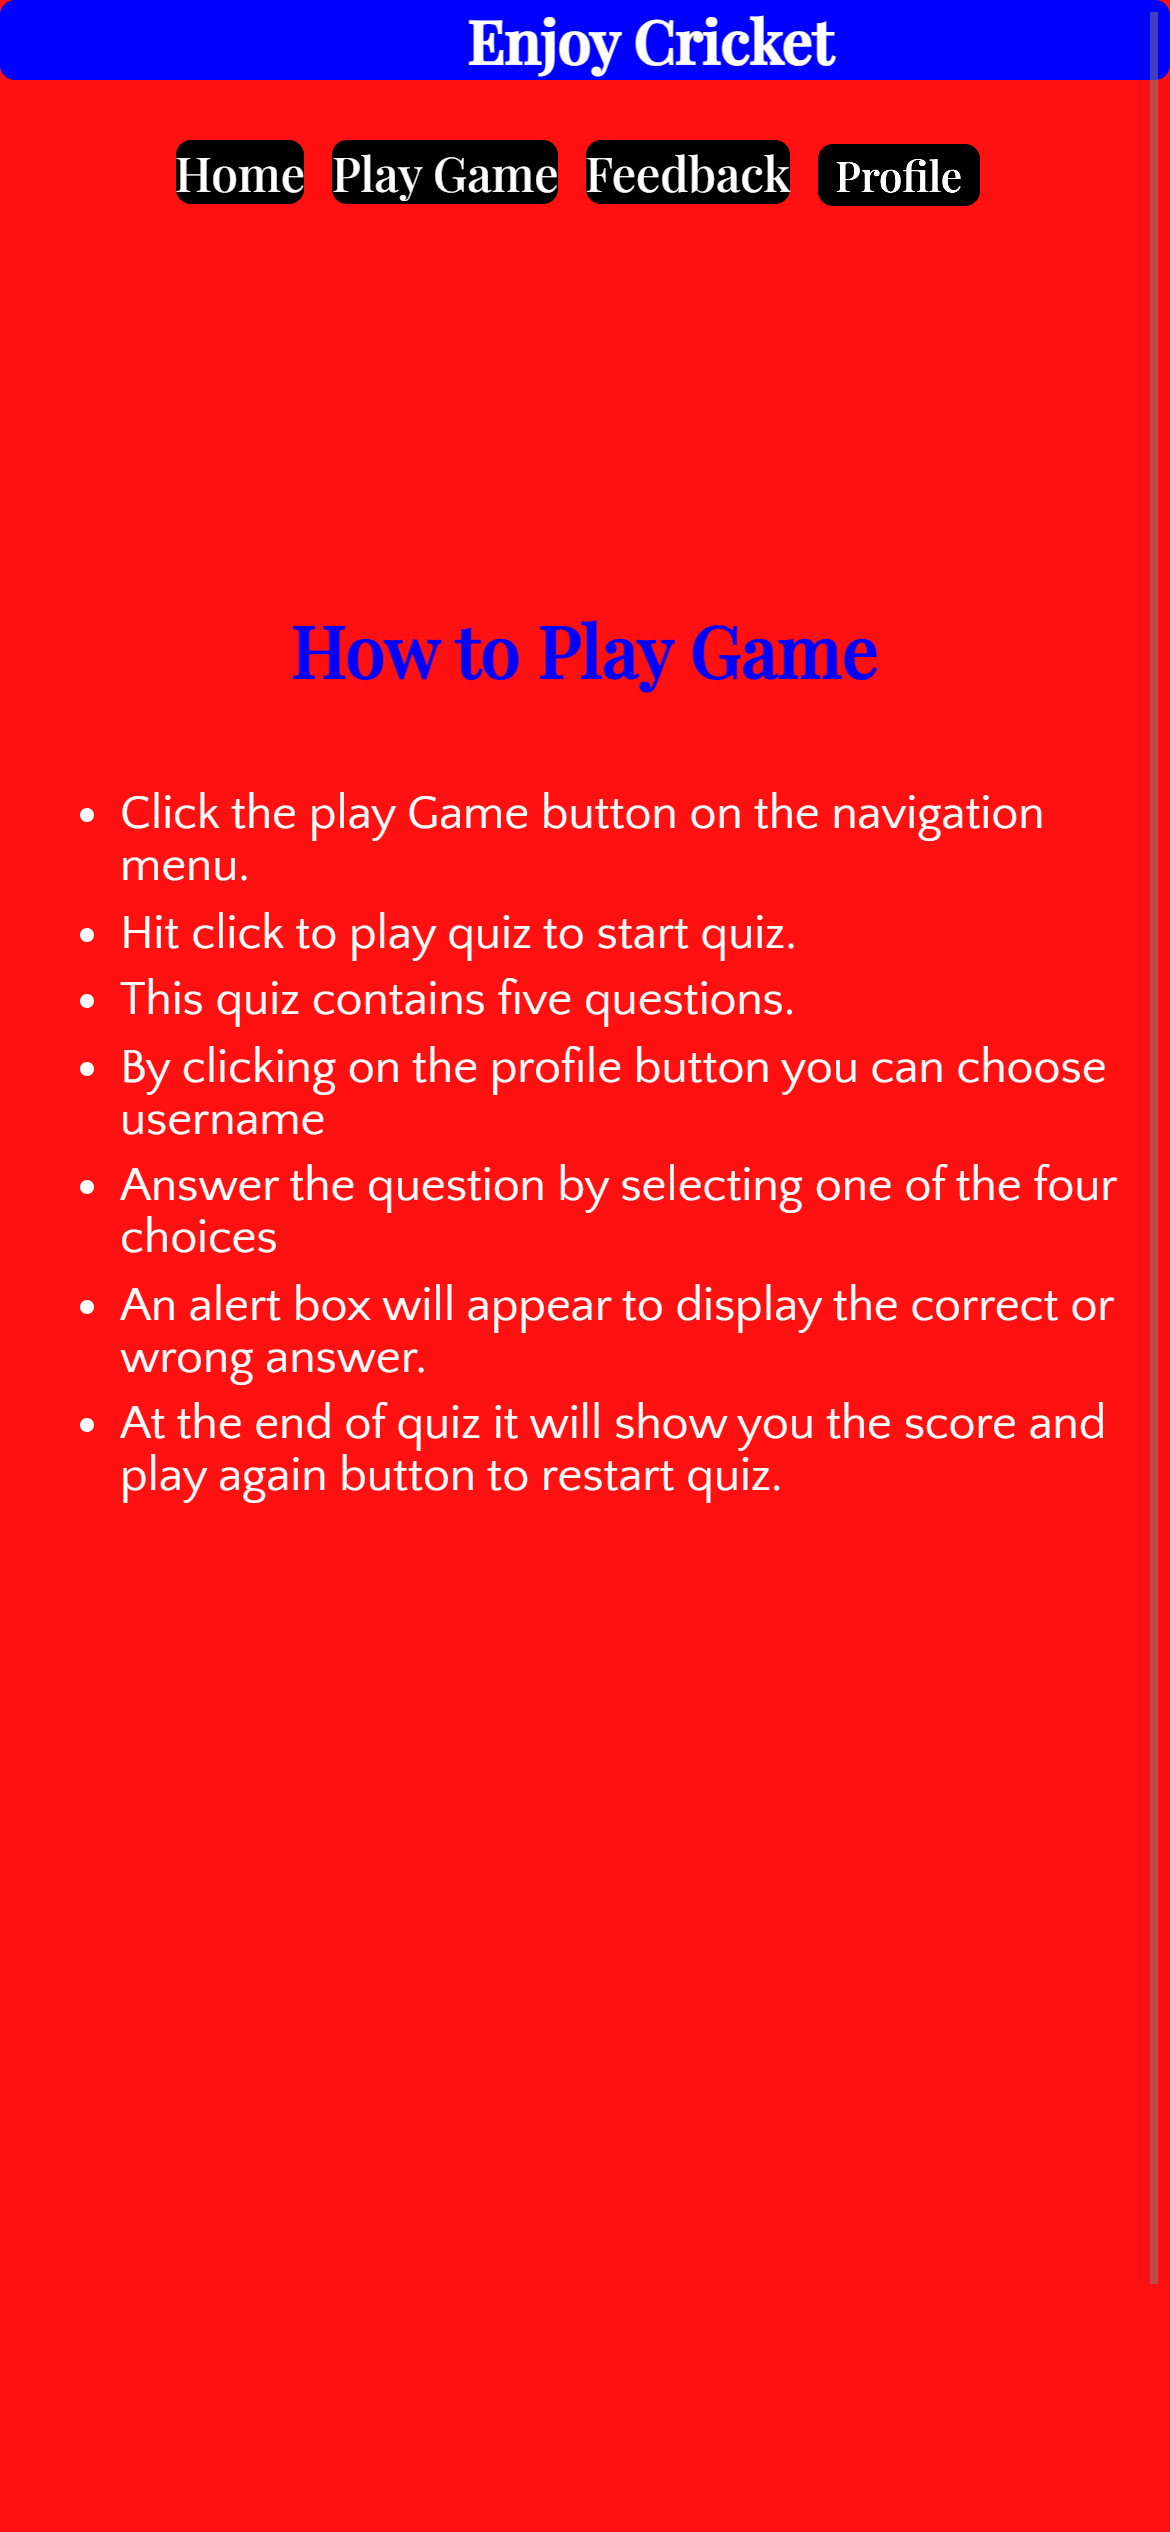 Enjoy Cricket
Home Play Game Feedback Profile
How to Play Game
• Click the play Game button on the navigation
menu.
• Hit click to play quiz to start quiz.
• This quiz contains five questions.
• By clicking on the profile button you can choose
username
• Answer the question by selecting one of the four
choices
• An alert box will appear to display the correct or
wrong answer.
• At the end of quiz it will show you the score and
play again button to restart quiz.